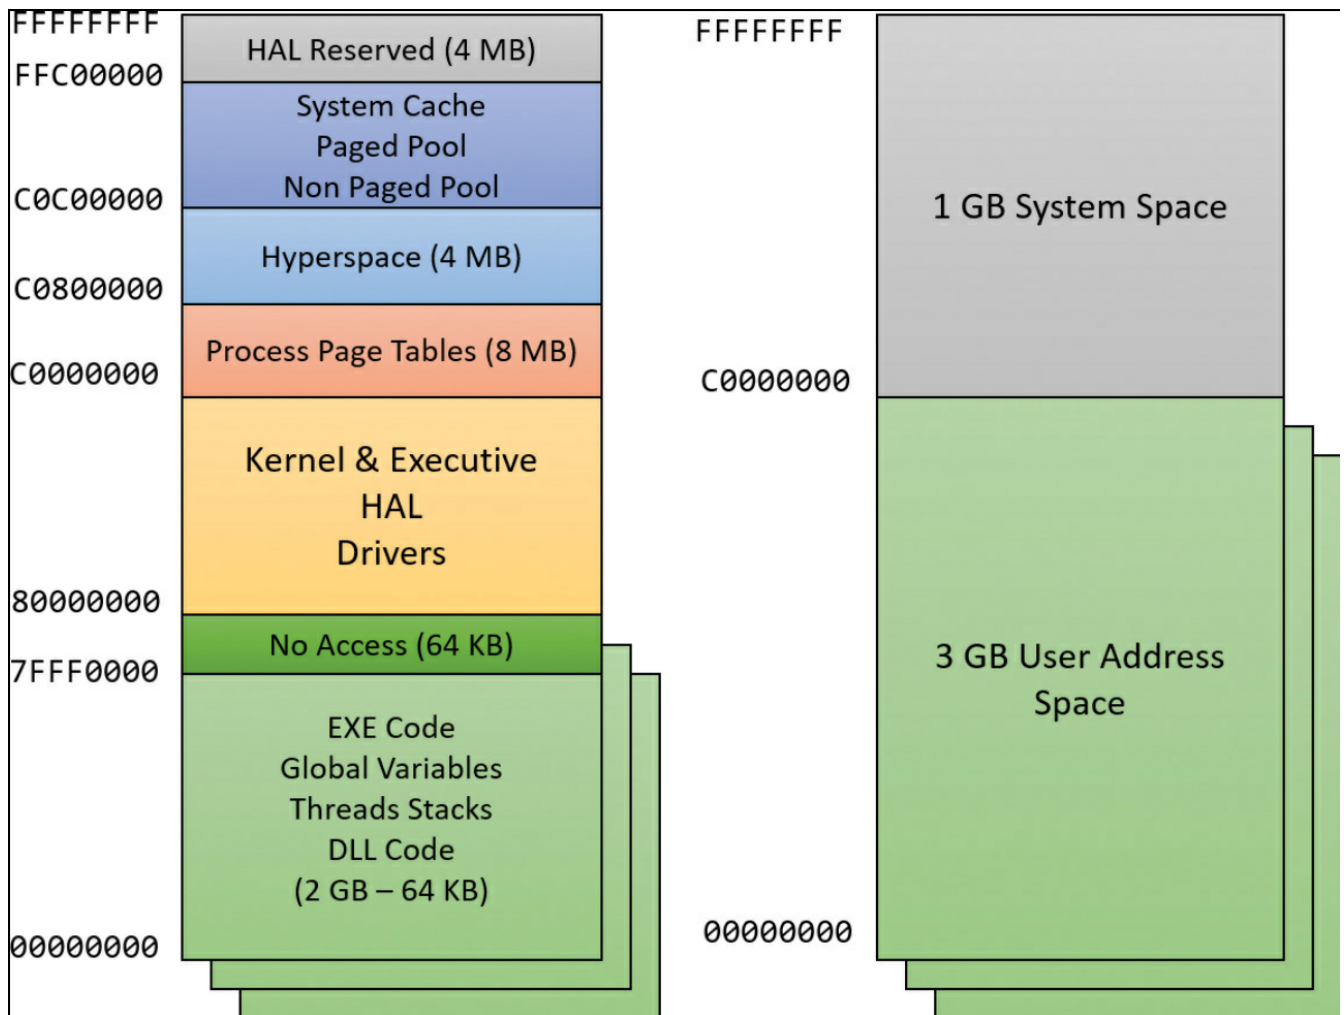 FFFFFFFF
HAL Reserved (4 MB)
FFC00000
System Cache
Paged Pool
Non Paged Pool
C0C00000
Hyperspace (4 MB)
C0800000
Process Page Tables (8 MB)
C0000000
Kernel & Executive
HAL
Drivers
80000000
No Access (64 KB)
7FFF0000
EXE Code
Global Variables
Threads Stacks
DLL Code
(2 GB – 64 KB)
00000000
FFFFFFFF
1 GB System Space
C0000000
3 GB User Address
Space
00000000